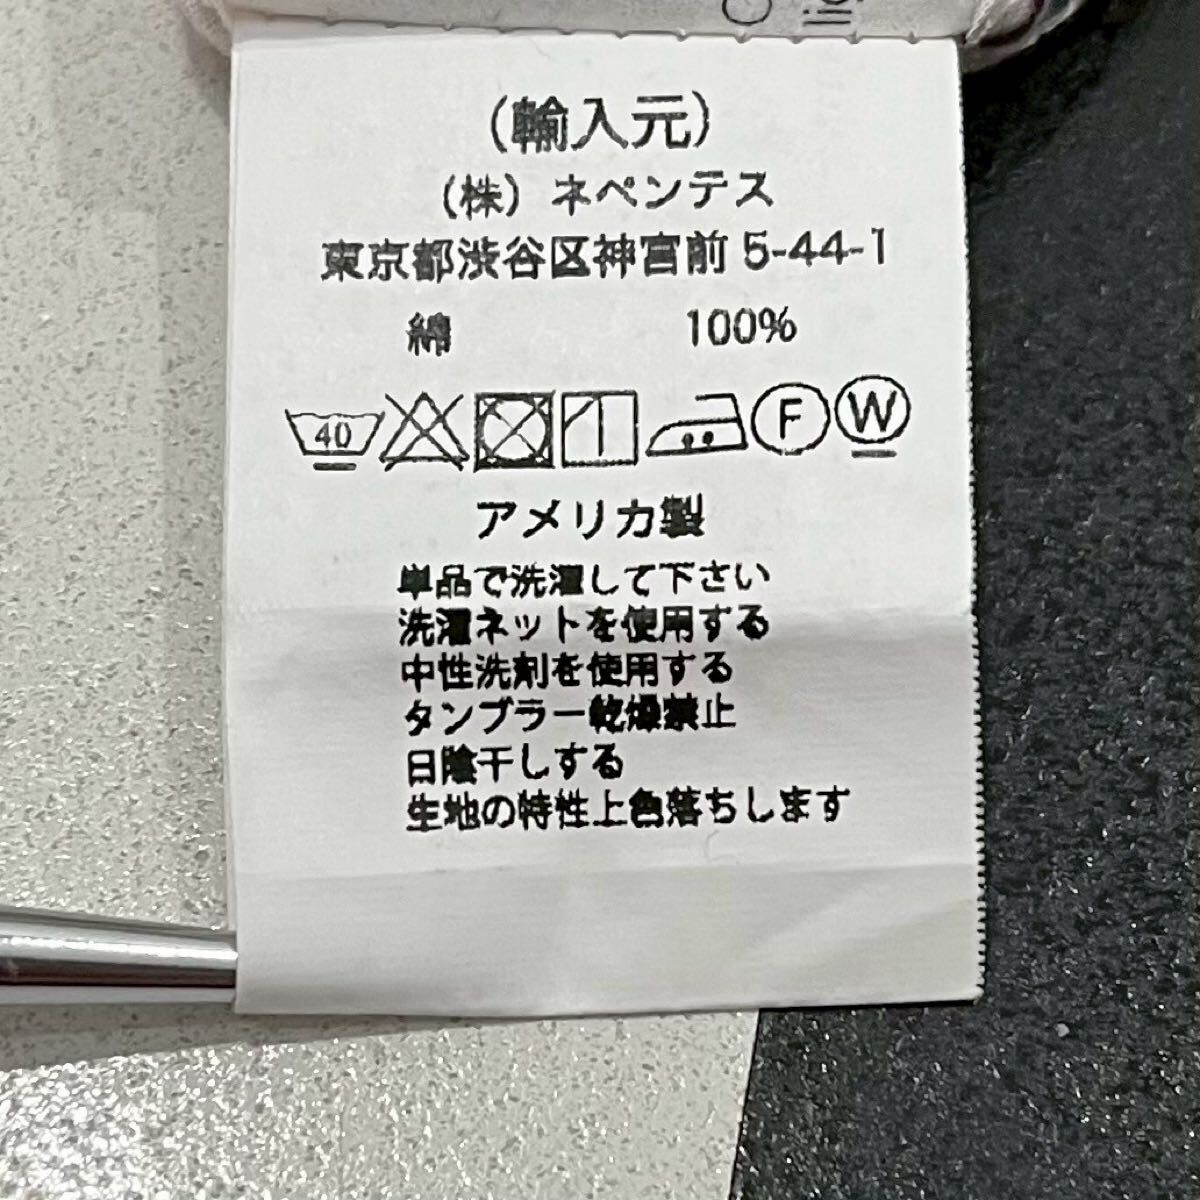 (輸入元)
(株) ネペンテス
東京都渋谷区神宮前 5-44-1
綿 100%
40 F W
アメリカ製
単品で洗濯して下さい
洗濯ネットを使用する
中性洗剤を使用する
タンブラー乾燥禁止
日陰干しする
生地の特性上色落ちします